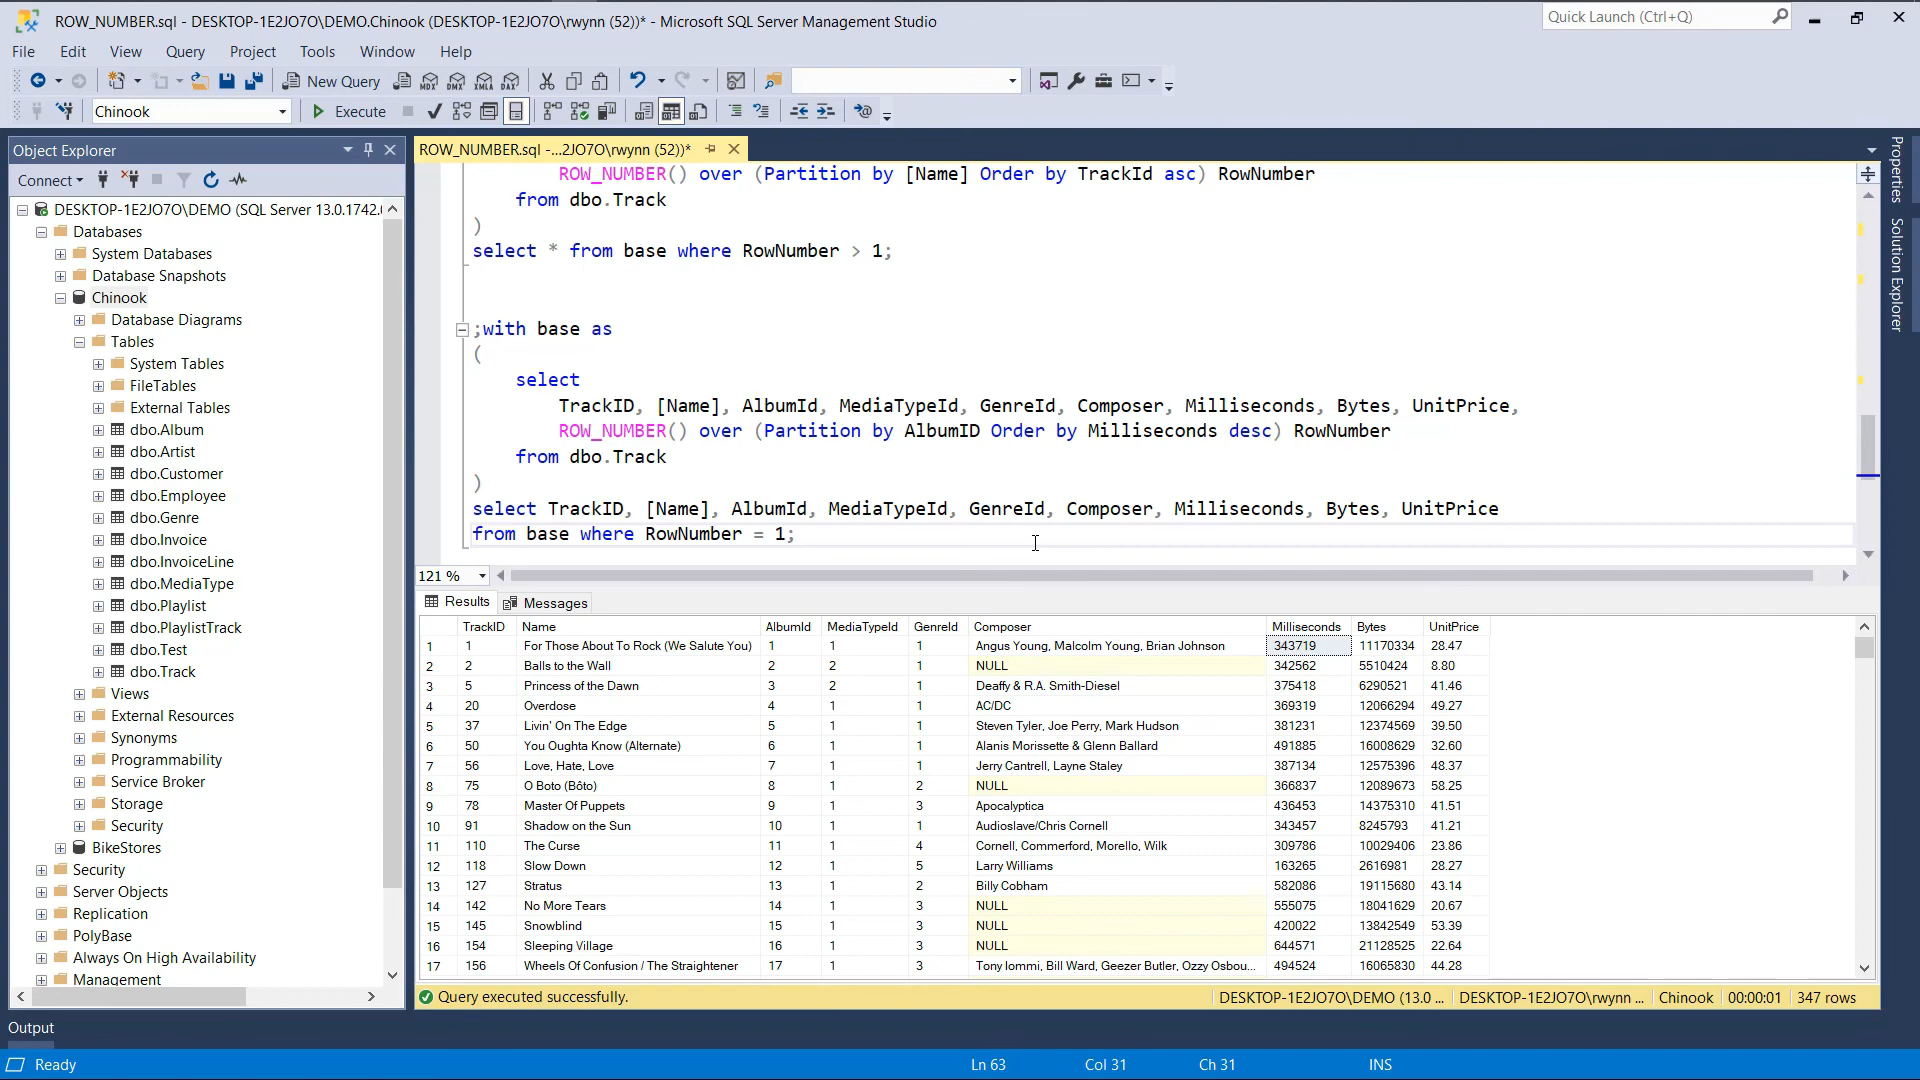 ROW_NUMBER.sql - DESKTOP-1E2JO7O\DEMO.Chinook (DESKTOP-1E2JO7O\rwynn (52))* - Microsoft SQL Server Management Studio
Quick Launch (Ctrl+Q)
File Edit View Query Project Tools Window Help
New Query
MDX DMX XMLA DAX
Chinook
Execute
Object Explorer
Connect
DESKTOP-1E2JO7O\DEMO (SQL Server 13.0.1742.
Databases
System Databases
Database Snapshots
Chinook
Database Diagrams
Tables
System Tables
FileTables
External Tables
dbo.Album
dbo.Artist
dbo.Customer
dbo.Employee
dbo.Genre
dbo.Invoice
dbo.InvoiceLine
dbo.MediaType
dbo.Playlist
dbo.PlaylistTrack
dbo.Test
dbo.Track
Views
External Resources
Synonyms
Programmability
Service Broker
Storage
Security
BikeStores
Security
Server Objects
Replication
PolyBase
Always On High Availability
Management
ROW_NUMBER.sql -...2JO7O\rwynn (52))*
ROW_NUMBER() over (Partition by [Name] Order by TrackId asc) RowNumber
from dbo.Track
)
select * from base where RowNumber > 1;
;with base as
(
select
TrackID, [Name], AlbumId, MediaTypeId, GenreId, Composer, Milliseconds, Bytes, UnitPrice,
ROW_NUMBER() over (Partition by AlbumID Order by Milliseconds desc) RowNumber
from dbo.Track
)
select TrackID, [Name], AlbumId, MediaTypeId, GenreId, Composer, Milliseconds, Bytes, UnitPrice
from base where RowNumber = 1;
121 %
Results Messages
TrackID Name AlbumId MediaTypeId GenreId Composer Milliseconds Bytes UnitPrice
1 1 For Those About To Rock (We Salute You) 1 1 1 Angus Young, Malcolm Young, Brian Johnson 343719 11170334 28.47
2 2 Balls to the Wall 2 2 1 NULL 342562 5510424 8.80
3 5 Princess of the Dawn 3 2 1 Deaffy & R.A. Smith-Diesel 375418 6290521 41.46
4 20 Overdose 4 1 1 AC/DC 369319 12066294 49.27
5 37 Livin' On The Edge 5 1 1 Steven Tyler, Joe Perry, Mark Hudson 381231 12374569 39.50
6 50 You Oughta Know (Alternate) 6 1 1 Alanis Morissette & Glenn Ballard 491885 16008629 32.60
7 56 Love, Hate, Love 7 1 1 Jerry Cantrell, Layne Staley 387134 12575396 48.37
8 75 O Boto (Bôto) 8 1 2 NULL 366837 12089673 58.25
9 78 Master Of Puppets 9 1 3 Apocalyptica 436453 14375310 41.51
10 91 Shadow on the Sun 10 1 1 Audioslave/Chris Cornell 343457 8245793 41.21
11 110 The Curse 11 1 4 Cornell, Commerford, Morello, Wilk 309786 10029406 23.86
12 118 Slow Down 12 1 5 Larry Williams 163265 2616981 28.27
13 127 Stratus 13 1 2 Billy Cobham 582086 19115680 43.14
14 142 No More Tears 14 1 3 NULL 555075 18041629 20.67
15 145 Snowblind 15 1 3 NULL 420022 13842549 53.39
16 154 Sleeping Village 16 1 3 NULL 644571 21128525 22.64
17 156 Wheels Of Confusion / The Straightener 17 1 3 Tony Iommi, Bill Ward, Geezer Butler, Ozzy Osbou... 494524 16065830 44.28
Query executed successfully.
DESKTOP-1E2JO7O\DEMO (13.0 ... DESKTOP-1E2JO7O\rwynn ... Chinook 00:00:01 347 rows
Properties
Solution Explorer
Output
Ready
Ln 63 Col 31 Ch 31 INS